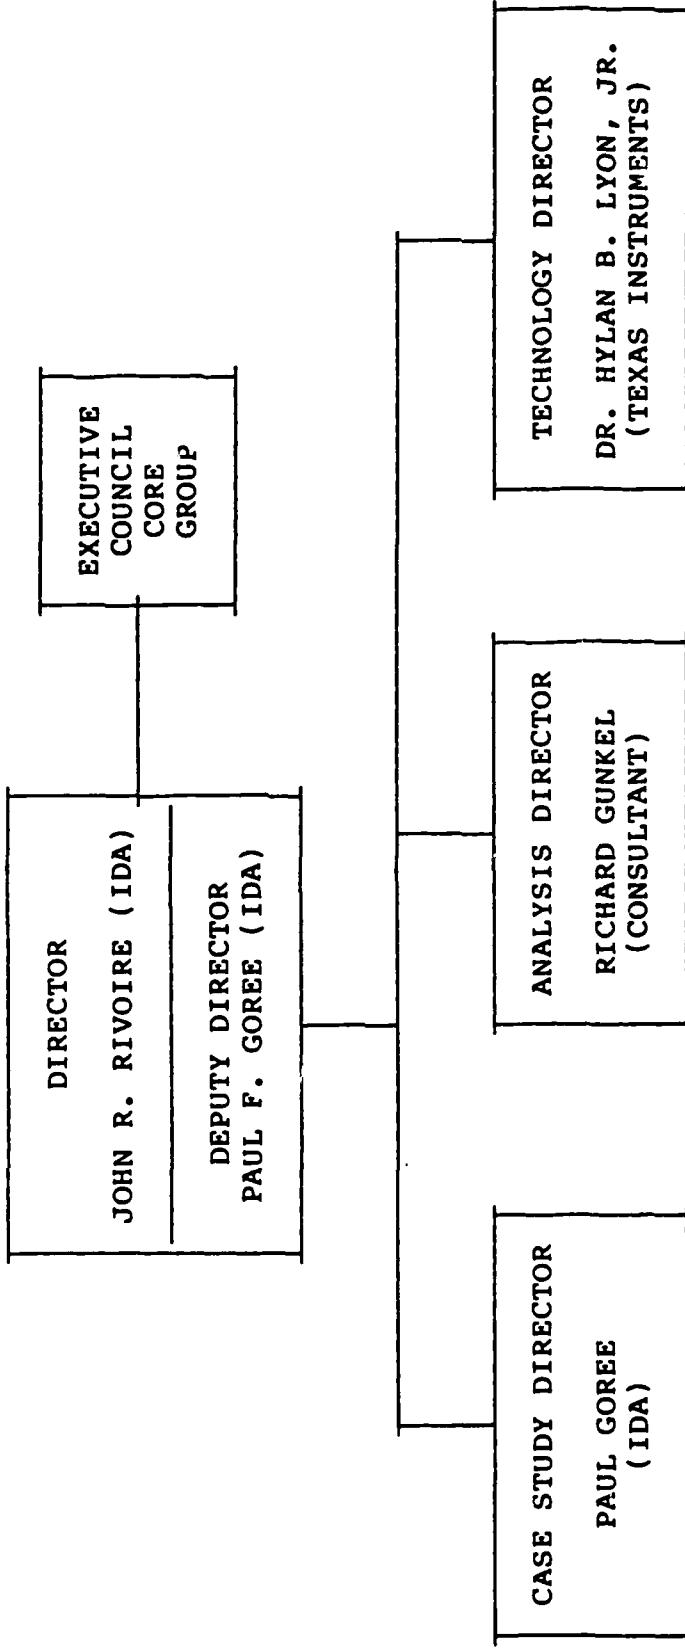 DIRECTOR
JOHN R. RIVOIRE (IDA)
DEPUTY DIRECTOR
PAUL F. GOREE (IDA)
EXECUTIVE
COUNCIL
CORE
GROUP
CASE STUDY DIRECTOR
PAUL GOREE
(IDA)
ANALYSIS DIRECTOR
RICHARD GUNKEL
(CONSULTANT)
TECHNOLOGY DIRECTOR
DR. HYLAN B. LYON, JR.
(TEXAS INSTRUMENTS)